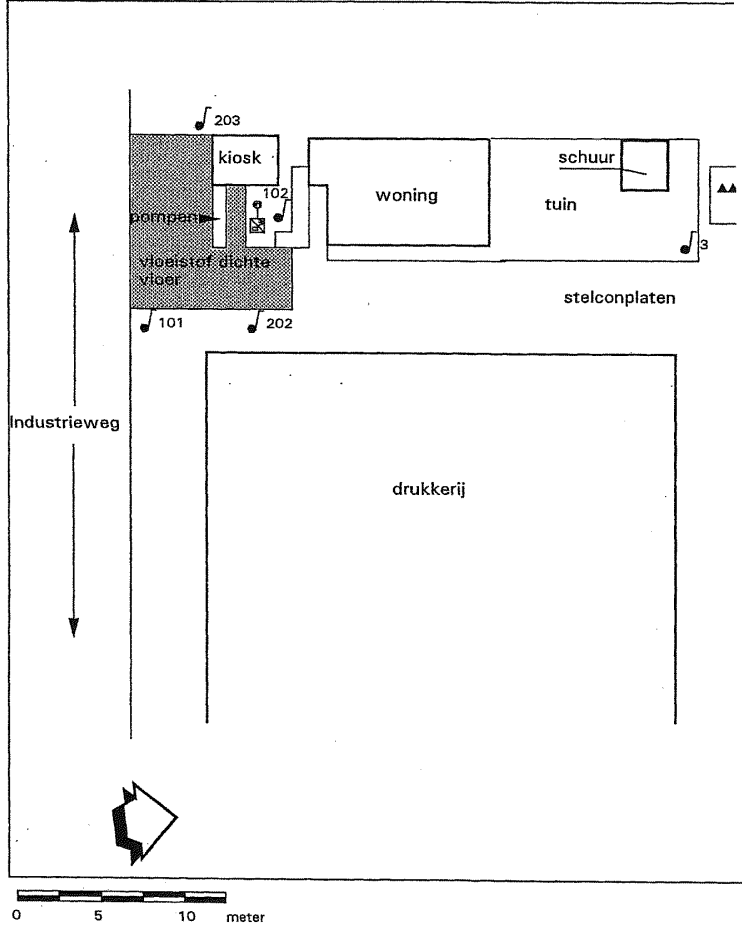 203
kiosk
schuur
102
woning
tuin
pompen
3
vloeistof dichte
vloer
stelconplaten
101
202
Industrieweg
drukkerij
0 5 10 meter